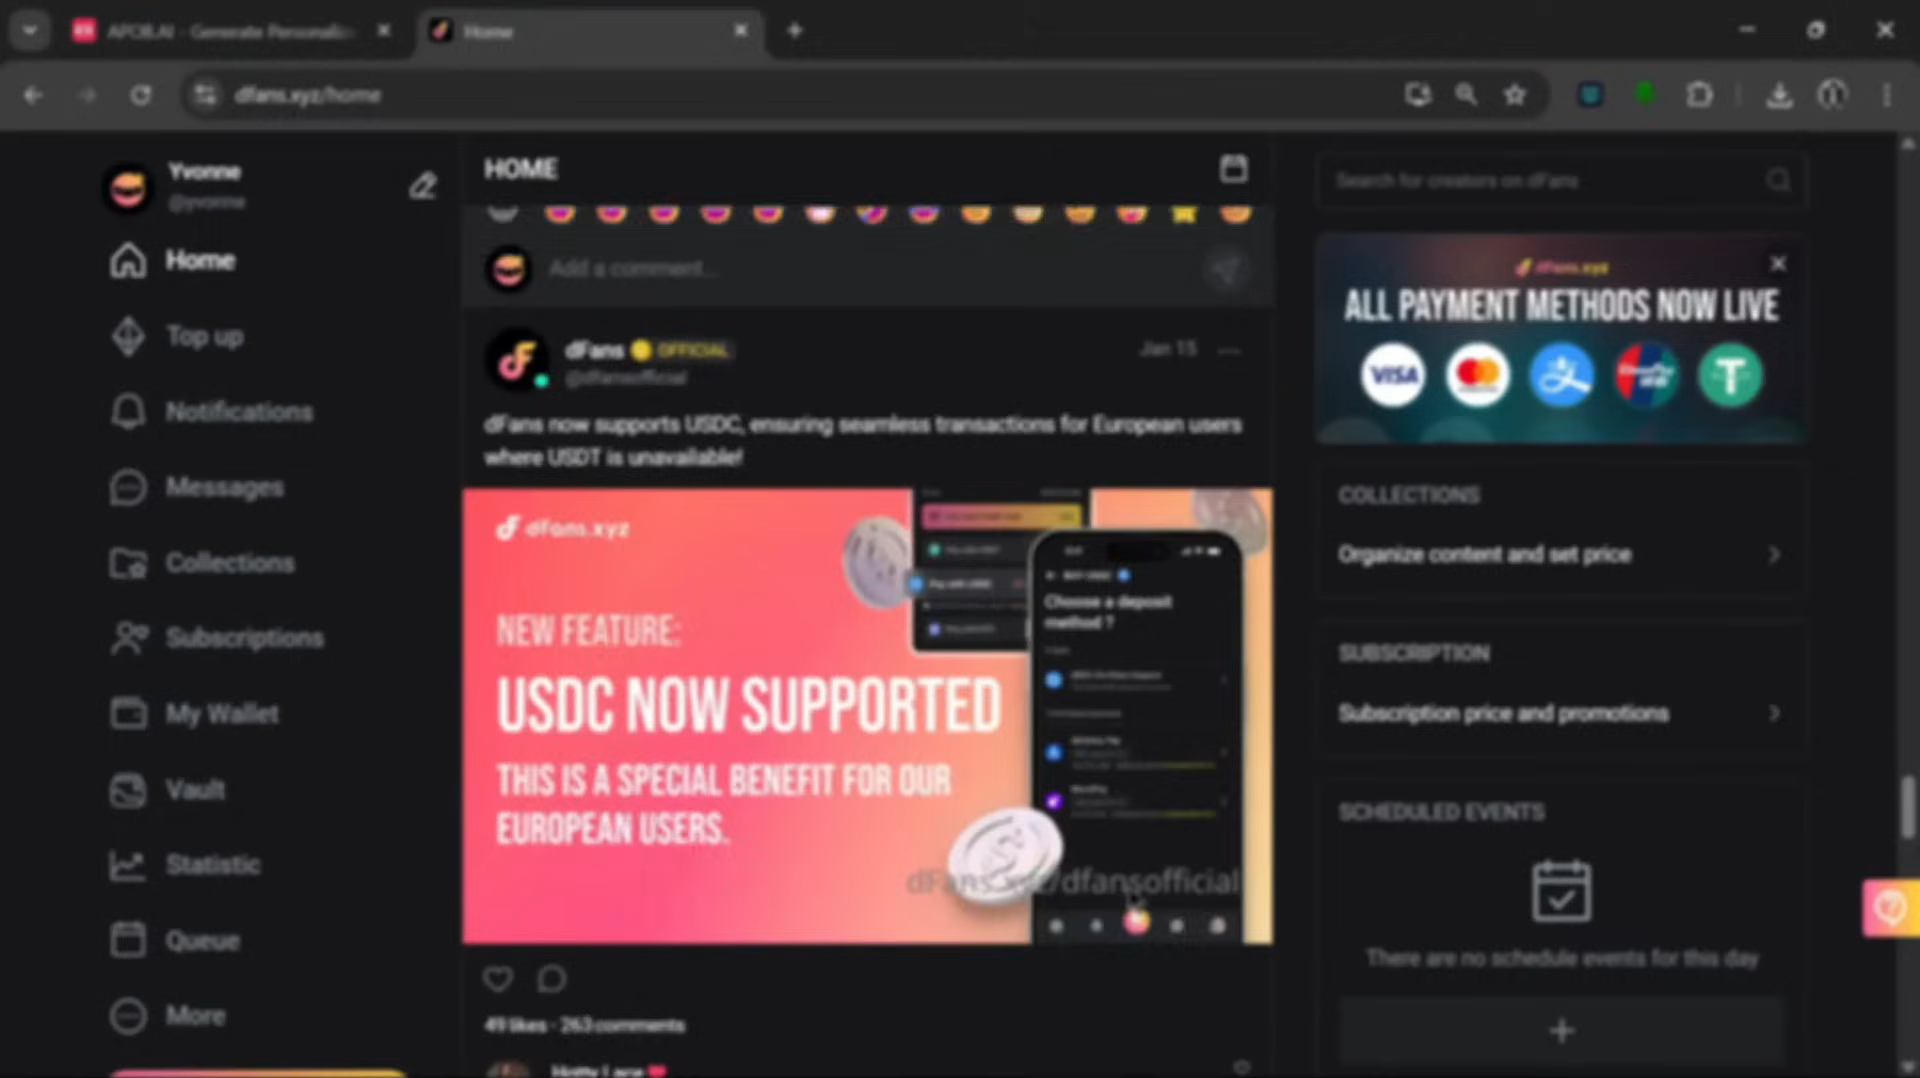 APOB.AI - Generate Personaliz
Home
dfans.xyz/home
Yvonne
@yvonne
Home
Top up
Notifications
Messages
Collections
Subscriptions
My Wallet
Vault
Statistic
Queue
More
HOME
Add a comment...
dFans OFFICIAL
@dfansofficial
Jan 15
dFans now supports USDC, ensuring seamless transactions for European users
where USDT is unavailable!
dFans.xyz
NEW FEATURE:
USDC NOW SUPPORTED
THIS IS A SPECIAL BENEFIT FOR OUR
EUROPEAN USERS.
Pay with USDC
BUY USDC
Choose a deposit
method ?
dFans.xyz/dfansofficial
49 likes · 263 comments
Hotty Lace
Search for creators on dFans
dFans.xyz
ALL PAYMENT METHODS NOW LIVE
VISA
COLLECTIONS
Organize content and set price
SUBSCRIPTION
Subscription price and promotions
SCHEDULED EVENTS
There are no schedule events for this day